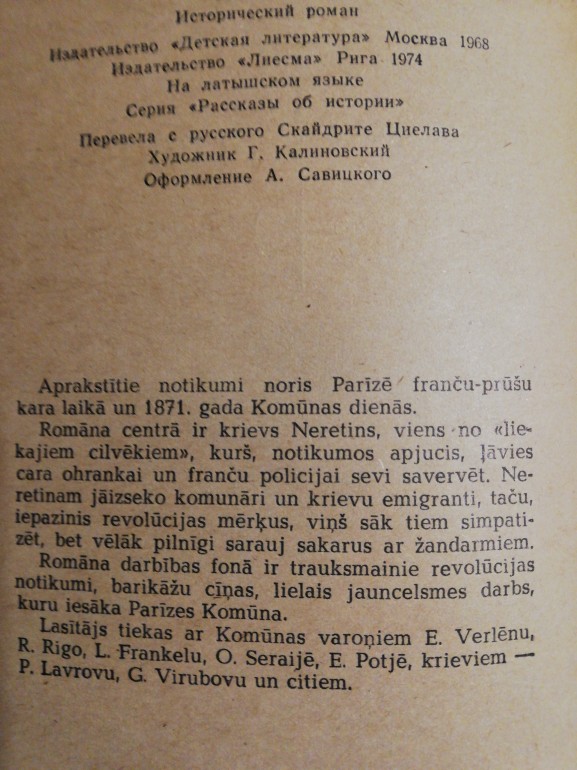 Исторический роман
Издательство «Детская литература» Москва 1968
Издательство «Лиесма» Рига 1974
На латышском языке
Серия «Рассказы об истории»
Перевела с русского Скайдрите Циелава
Художник Г. Калиновский
Оформление А. Савицкого
Aprakstītie notikumi noris Parīzē franču-prūšu
kara laikā un 1871. gada Komūnas dienās.
Romāna centrā ir krievs Neretins, viens no «lie-
kajiem cilvēkiem», kurš, notikumos apjucis, ļāvies
cara ohrankai un franču policijai sevi savervēt. Ne-
retinam jāizseko komunāri un krievu emigranti, taču,
iepazinis revolūcijas mērķus, viņš sāk tiem simpati-
zēt, bet vēlāk pilnīgi sarauj sakarus ar žandarmiem.
Romāna darbības fonā ir trauksmainie revolūcijas
notikumi, barikāžu cīņas, lielais jauncelsmes darbs,
kuru iesāka Parīzes Komūna.
Lasītājs tiekas ar Komūnas varoņiem E. Verlēnu,
R. Rigo, L. Frankelu, O. Seraijē, E. Potjē, krieviem —
P. Lavrovu, G. Virubovu un citiem.